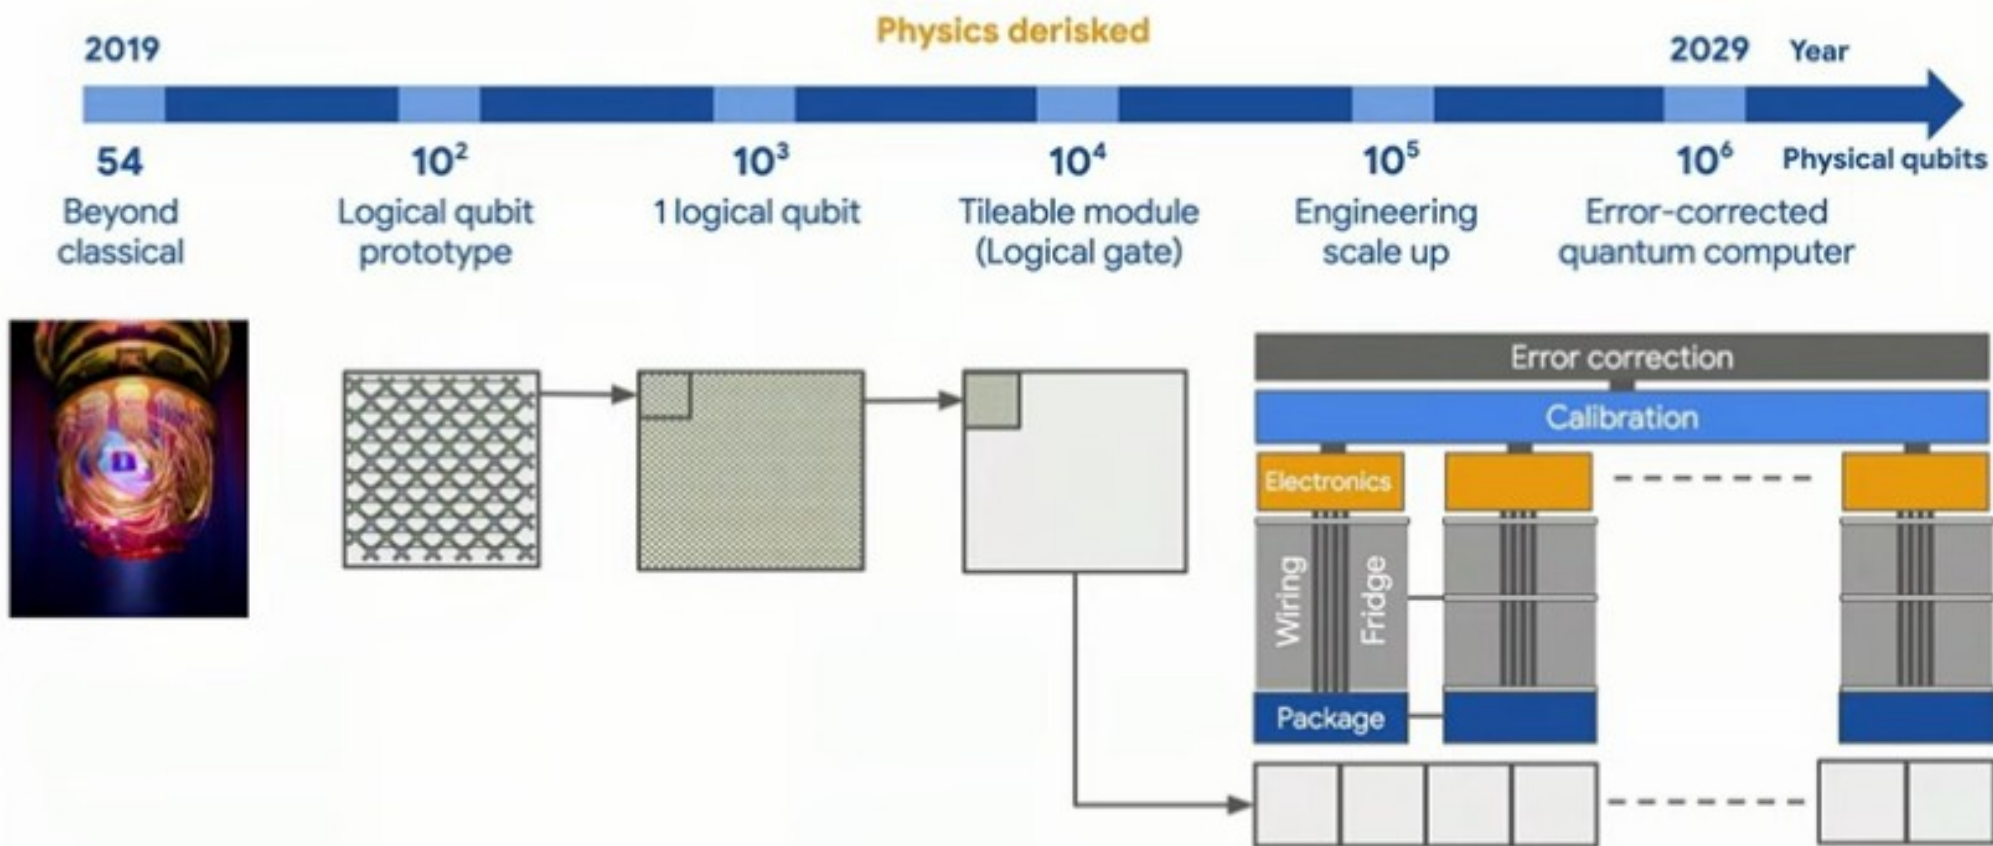 Physics derisked
2019
2029
Year
54
10²
10³
10⁴
10⁵
10⁶
Physical qubits
Beyond
classical
Logical qubit
prototype
1 logical qubit
Tileable module
(Logical gate)
Engineering
scale up
Error-corrected
quantum computer
Error correction
Calibration
Electronics
Wiring
Fridge
Package